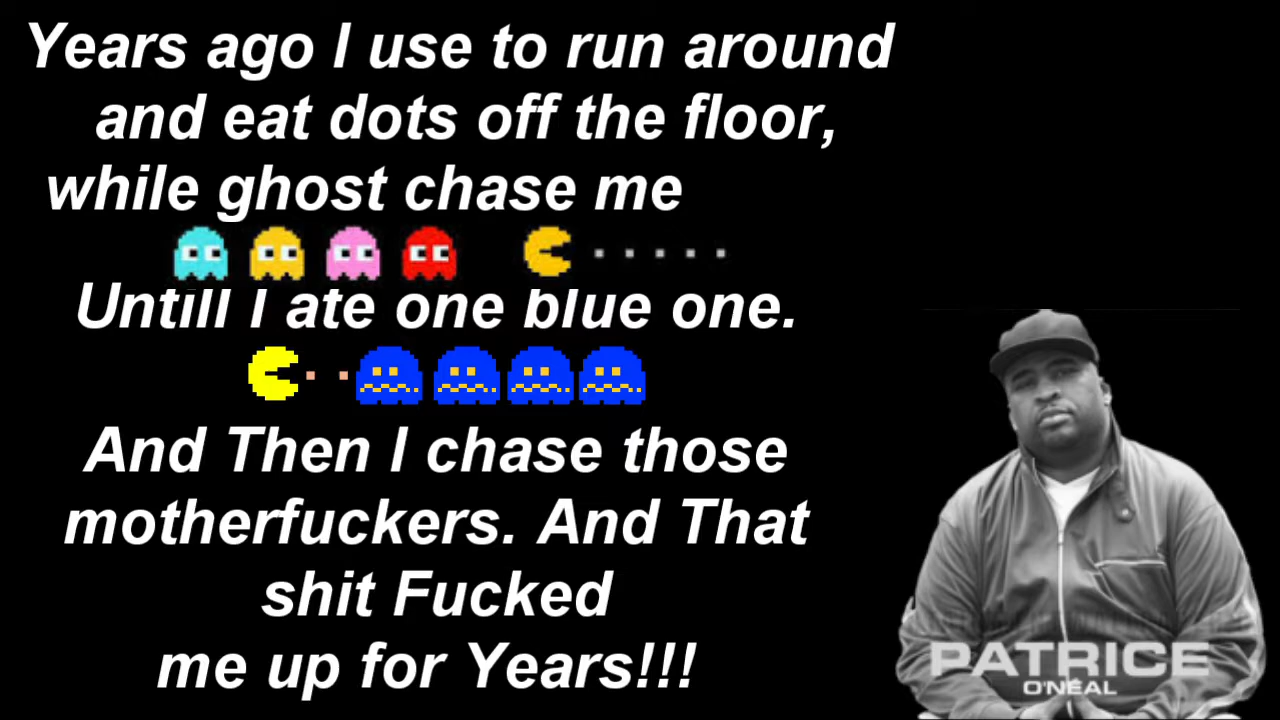 Years ago I use to run around
and eat dots off the floor,
while ghost chase me
Untill I ate one blue one.
And Then I chase those
motherfuckers. And That
shit Fucked
me up for Years!!!
PATRICE
O'NEAL